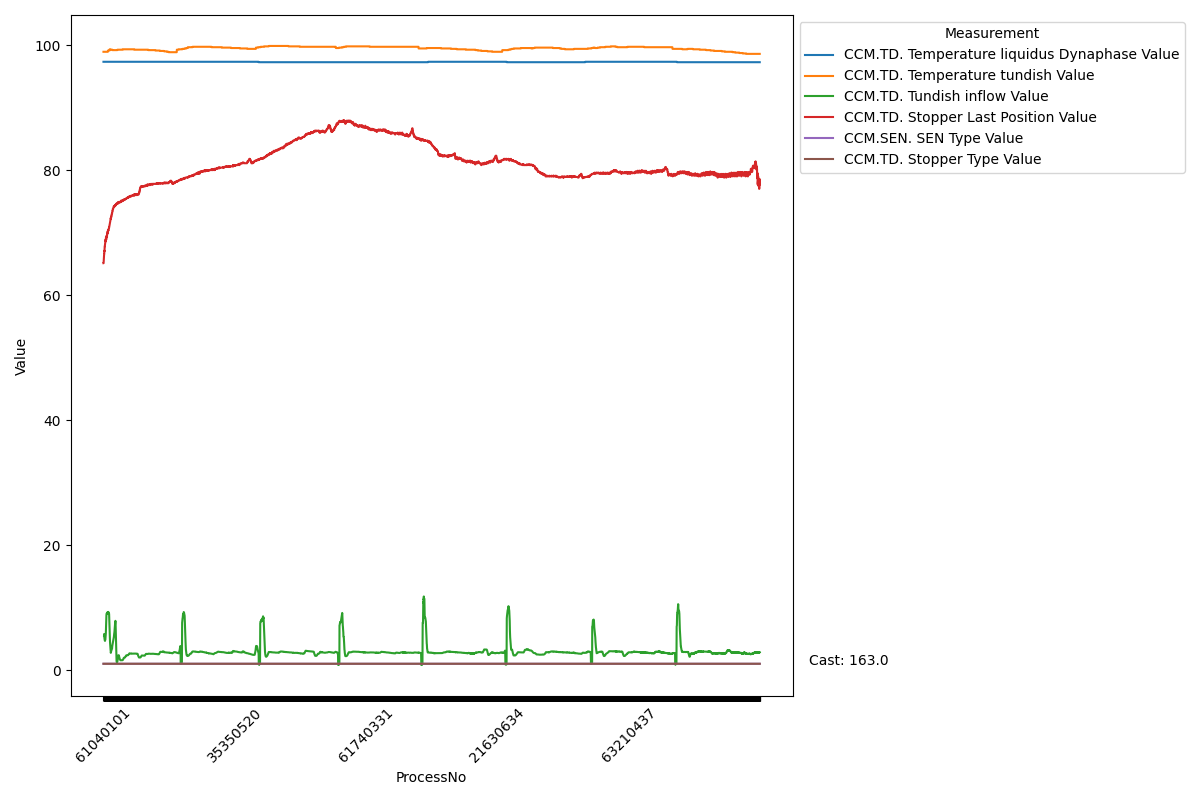 Measurement
CCM.TD. Temperature liquidus Dynaphase Value
CCM.TD. Temperature tundish Value
CCM.TD. Tundish inflow Value
CCM.TD. Stopper Last Position Value
CCM.SEN. SEN Type Value
CCM.TD. Stopper Type Value
100
80
60
40
20
0
Value
Cast: 163.0
61040101
35350520
61740331
21630634
63210437
ProcessNo